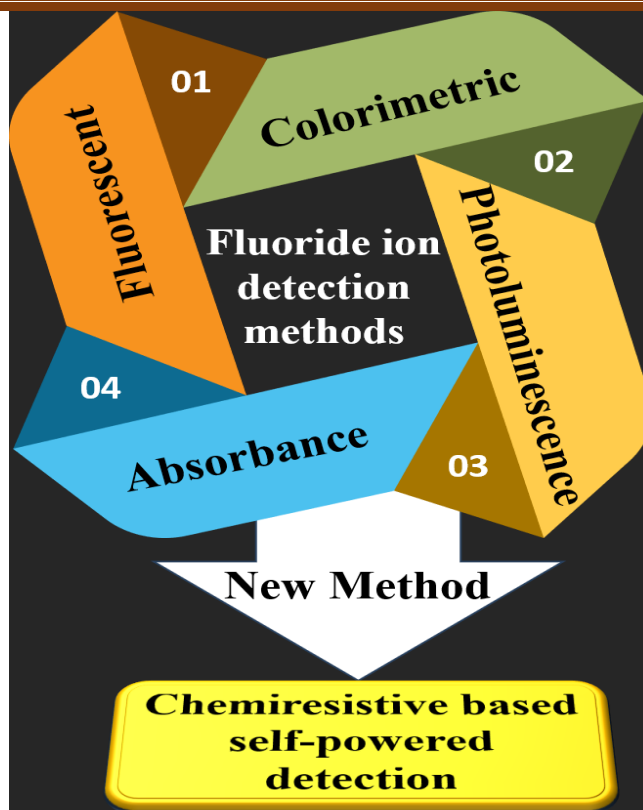 01
Colorimetric
02
Photoluminescence
03
Absorbance
04
Fluorescent
Fluoride ion
detection
methods
New Method
Chemiresistive based
self-powered
detection